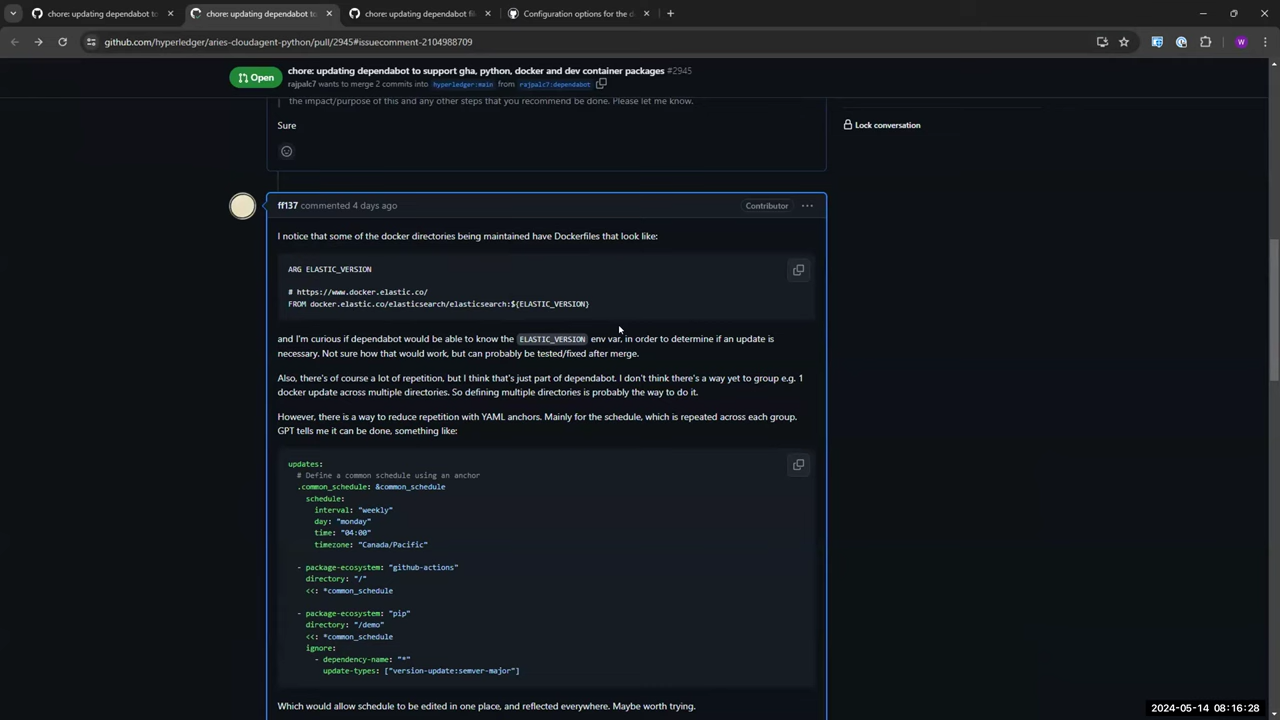 chore: updating dependabot to
chore: updating dependabot to
chore: updating dependabot fi
Configuration options for the d
github.com/hyperledger/aries-cloudagent-python/pull/2945#issuecomment-2104988709
W
Open
chore: updating dependabot to support gha, python, docker and dev container packages #2945
rajpalc7 wants to merge 2 commits into hyperledger:main from rajpalc7:dependabot
the impact/purpose of this and any other steps that you recommend be done. Please let me know.
Sure
Lock conversation
ff137 commented 4 days ago
Contributor
I notice that some of the docker directories being maintained have Dockerfiles that look like:
ARG ELASTIC_VERSION
# https://www.docker.elastic.co/
FROM docker.elastic.co/elasticsearch/elasticsearch:${ELASTIC_VERSION}
and I'm curious if dependabot would be able to know the ELASTIC_VERSION env var, in order to determine if an update is
necessary. Not sure how that would work, but can probably be tested/fixed after merge.
Also, there's of course a lot of repetition, but I think that's just part of dependabot. I don't think there's a way yet to group e.g. 1
docker update across multiple directories. So defining multiple directories is probably the way to do it.
However, there is a way to reduce repetition with YAML anchors. Mainly for the schedule, which is repeated across each group.
GPT tells me it can be done, something like:
updates:
# Define a common schedule using an anchor
.common_schedule: &common_schedule
schedule:
interval: "weekly"
day: "monday"
time: "04:00"
timezone: "Canada/Pacific"
- package-ecosystem: "github-actions"
directory: "/"
<<: *common_schedule
- package-ecosystem: "pip"
directory: "/demo"
<<: *common_schedule
ignore:
- dependency-name: "*"
update-types: ["version-update:semver-major"]
Which would allow schedule to be edited in one place, and reflected everywhere. Maybe worth trying.
2024-05-14 08:16:28